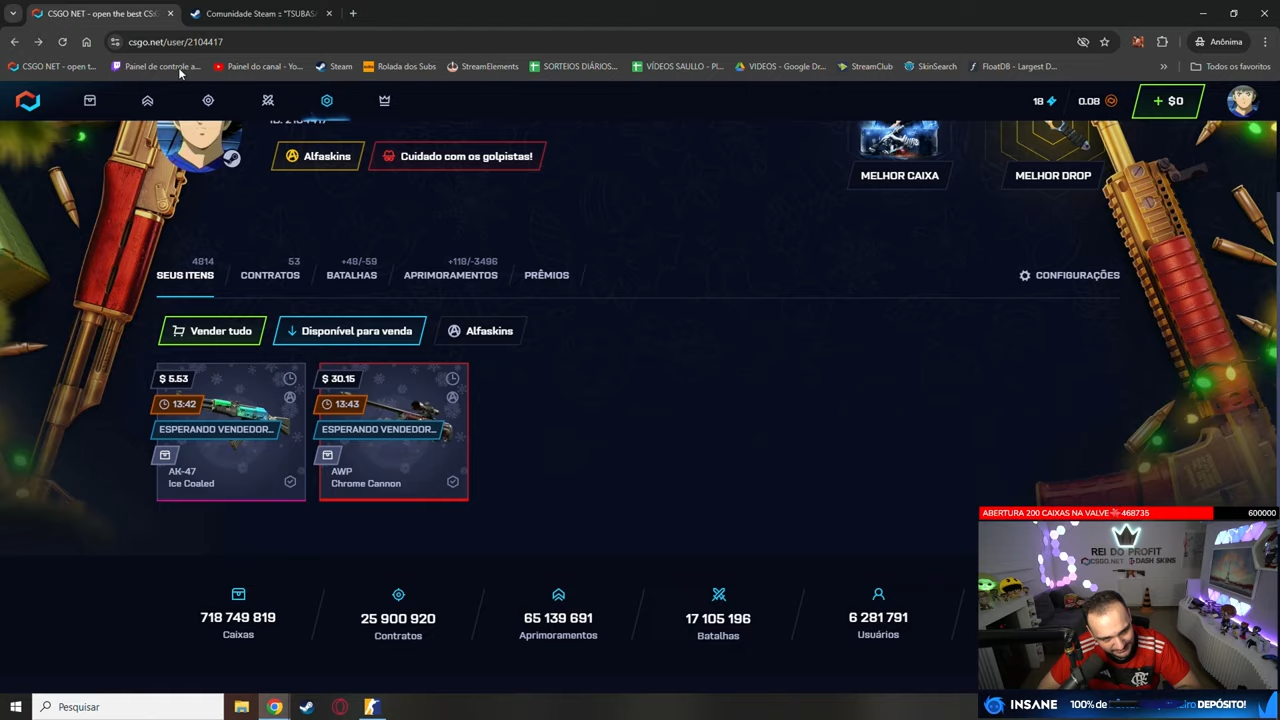 CSGO NET - open the best CS:
Comunidade Steam :: "TSUBAS
csgo.net/user/2104417
Anônima
CSGO NET - open t...
Painel de controle a...
Painel do canal - Yo...
Steam
Rolada dos Subs
StreamElements
SORTEIOS DIÁRIOS...
VÍDEOS SAULLO - Pl...
VIDEOS - Google Dr...
StreamClub
SkinSearch
FloatDB - Largest D...
»
Todos os favoritos
18
0.08
+ $0
Alfaskins
Cuidado com os golpistas!
MELHOR CAIXA
MELHOR DROP
4814
53
+48/-59
+118/-3496
SEUS ITENS
CONTRATOS
BATALHAS
APRIMORAMENTOS
PRÊMIOS
CONFIGURAÇÕES
Vender tudo
Disponível para venda
Alfaskins
$ 5.53
$ 30.15
13:42
13:43
ESPERANDO VENDEDOR...
ESPERANDO VENDEDOR...
AK-47
Ice Coaled
AWP
Chrome Cannon
ABERTURA 200 CAIXAS NA VALVE 468735
600000
REI DO PROFIT
CSGO.NET DASH SKINS
718 749 819
Caixas
25 900 920
Contratos
65 139 691
Aprimoramentos
17 105 196
Batalhas
6 281 791
Usuários
Pesquisar
INSANE
100% de
DEPÓSITO!